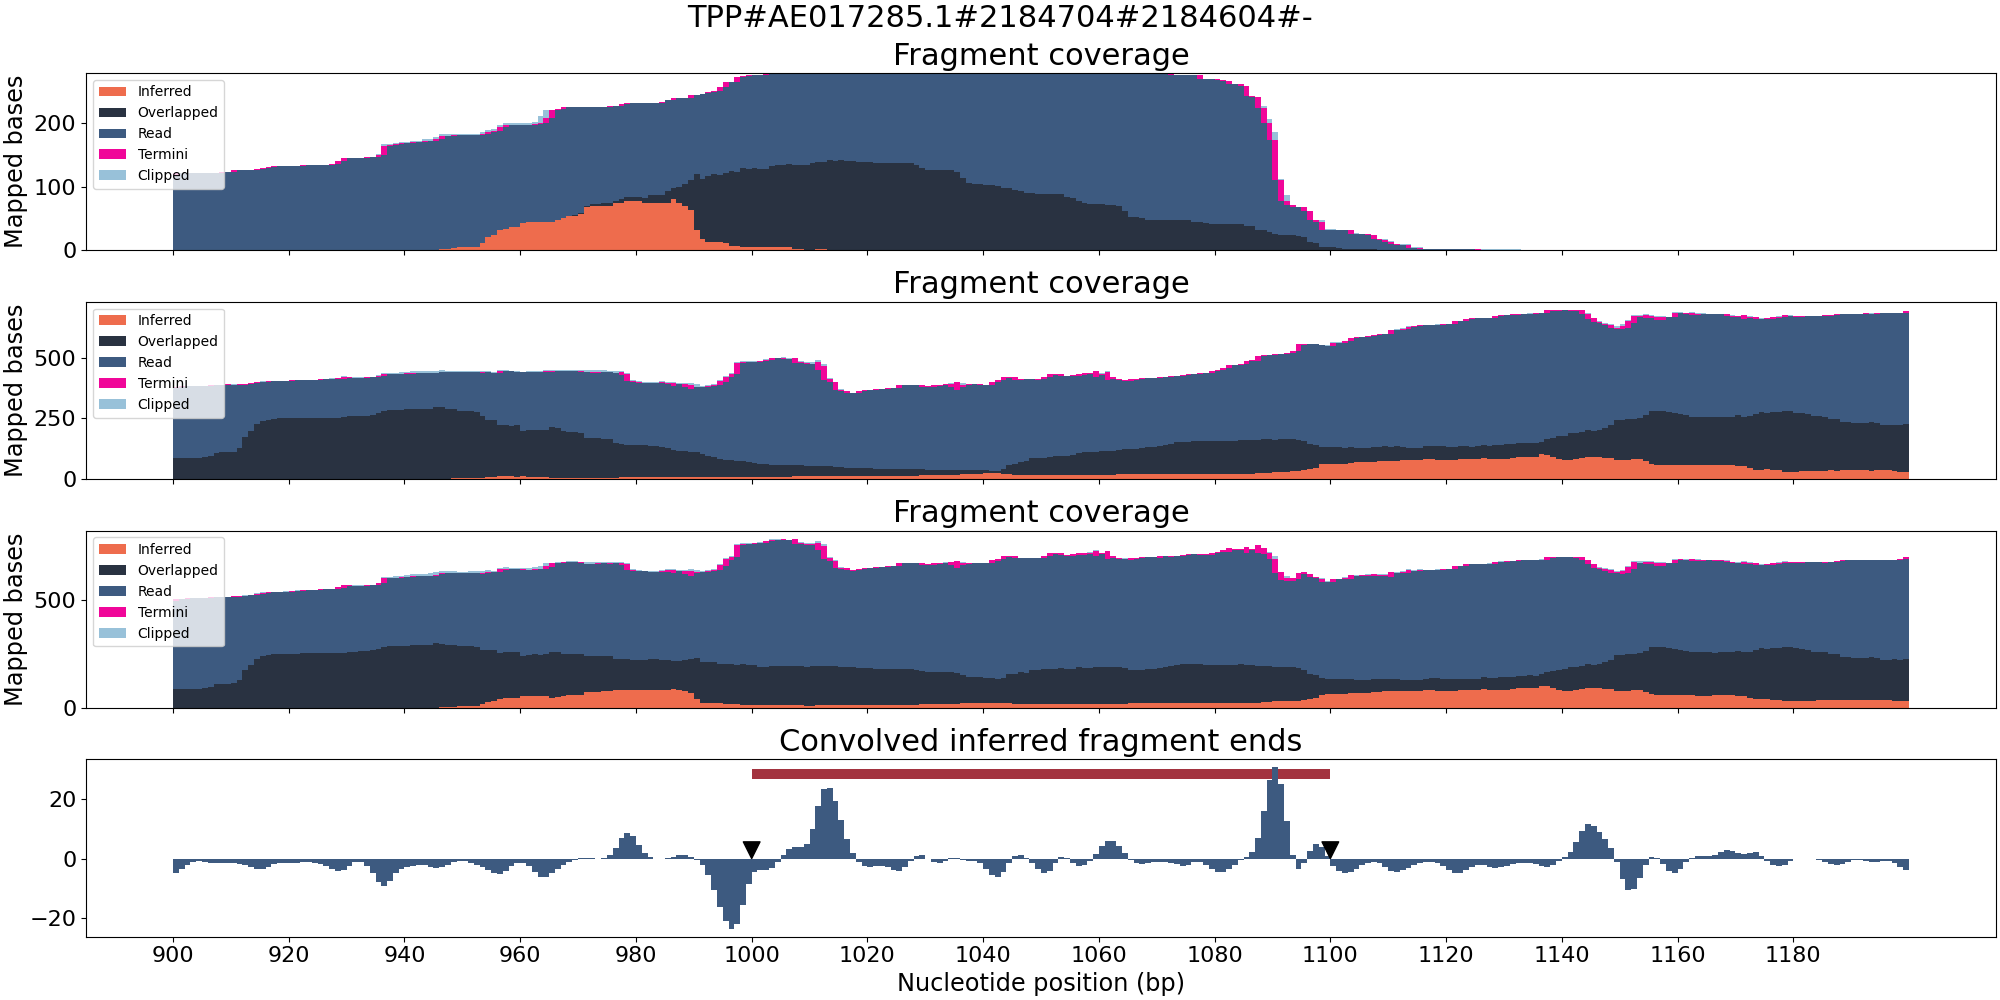 TPP#AE017285.1#2184704#2184604#-
Fragment coverage
Mapped bases
200
100
0
Inferred
Overlapped
Read
Termini
Clipped
Fragment coverage
Mapped bases
500
250
0
Inferred
Overlapped
Read
Termini
Clipped
Fragment coverage
Mapped bases
500
0
Inferred
Overlapped
Read
Termini
Clipped
Convolved inferred fragment ends
20
0
−20
900 920 940 960 980 1000 1020 1040 1060 1080 1100 1120 1140 1160 1180
Nucleotide position (bp)